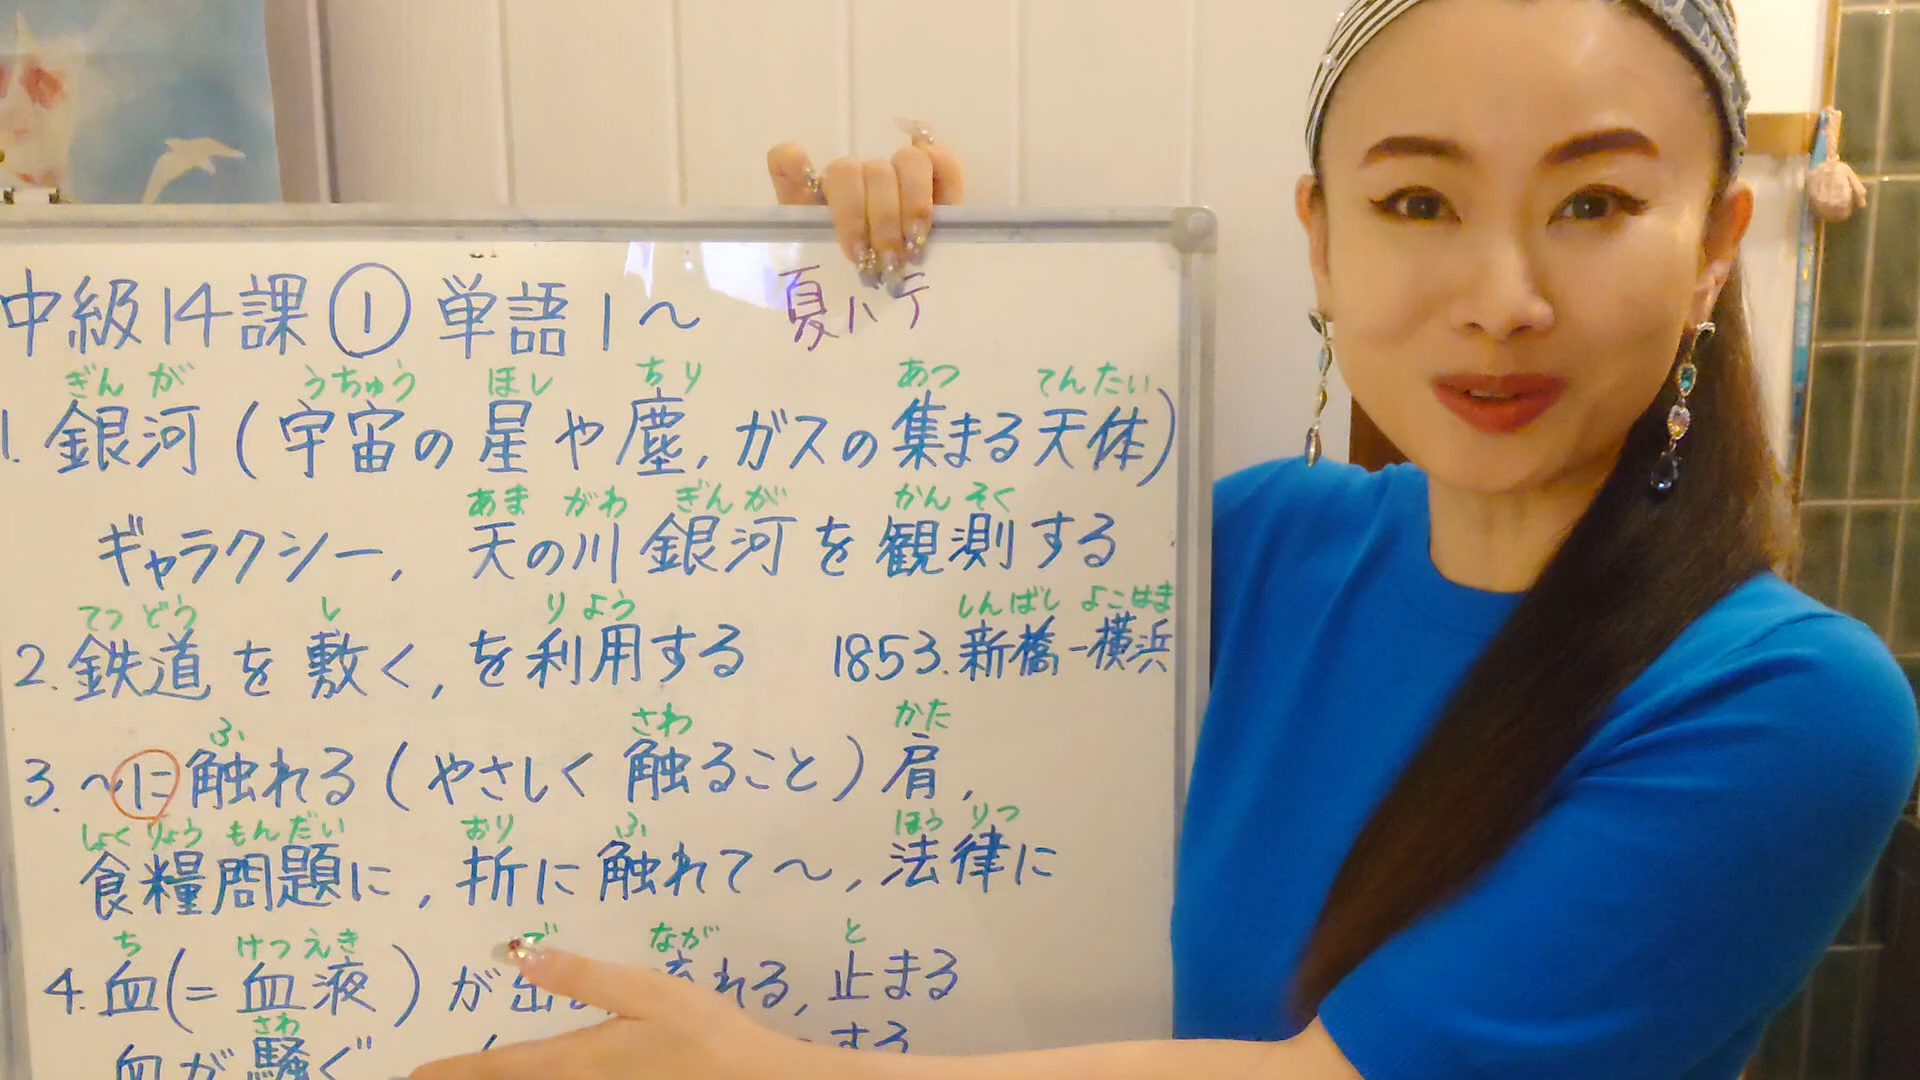 中級14課 ① 単語1〜 夏バテ
ぎんが うちゅう ほし ちり あつ てんたい
1. 銀河(宇宙の星や塵,ガスの集まる天体)
あま がわ ぎんが かんそく
ギャラクシー, 天の川銀河を観測する
てつどう し りよう しんばし よこはま
2. 鉄道を敷く,を利用する 1853.新橋-横浜
ふ さわ かた
3. 〜に触れる(やさしく触ること)肩,
しょくりょうもんだい おり ふ ほうりつ
食糧問題に,折に触れて〜,法律に
ち けつえき で なが と
4. 血(=血液)が出る,流れる,止まる
さわ
血が騒ぐ する